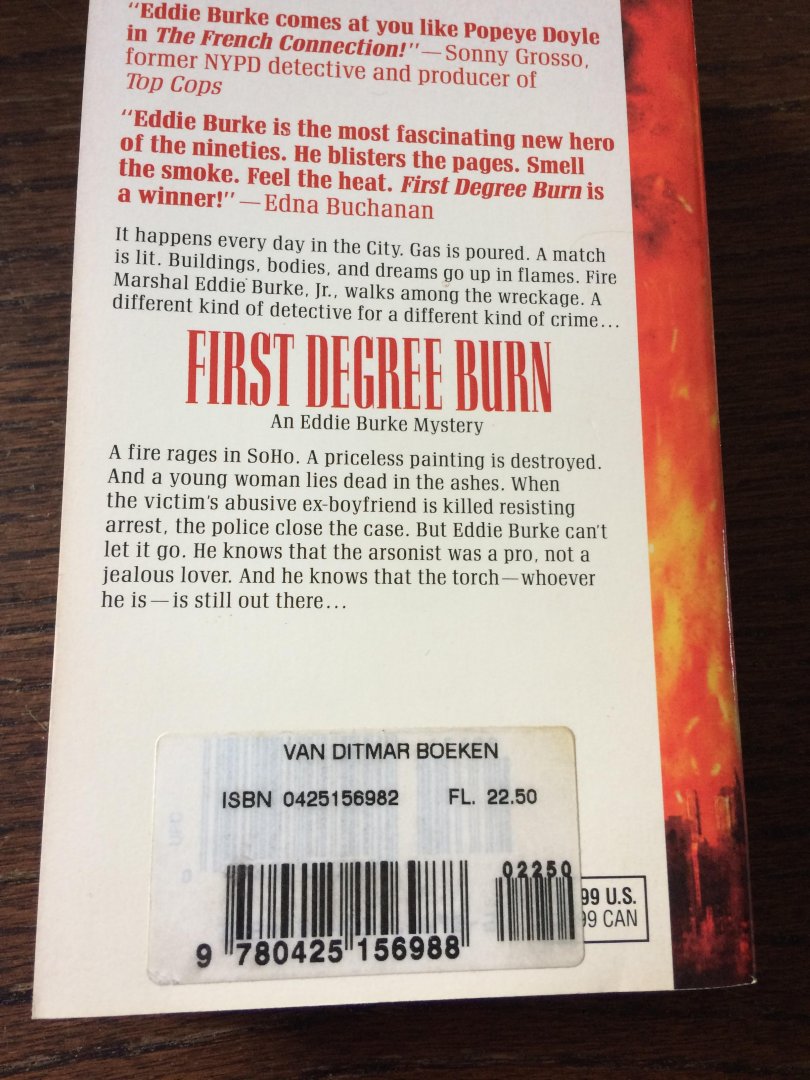 "Eddie Burke comes at you like Popeye Doyle
in The French Connection!"—Sonny Grosso,
former NYPD detective and producer of
Top Cops
"Eddie Burke is the most fascinating new hero
of the nineties. He blisters the pages. Smell
the smoke. Feel the heat. First Degree Burn is
a winner!"—Edna Buchanan
It happens every day in the City. Gas is poured. A match
is lit. Buildings, bodies, and dreams go up in flames. Fire
Marshal Eddie Burke, Jr., walks among the wreckage. A
different kind of detective for a different kind of crime...
FIRST DEGREE BURN
An Eddie Burke Mystery
A fire rages in SoHo. A priceless painting is destroyed.
And a young woman lies dead in the ashes. When
the victim's abusive ex-boyfriend is killed resisting
arrest, the police close the case. But Eddie Burke can't
let it go. He knows that the arsonist was a pro, not a
jealous lover. And he knows that the torch—whoever
he is—is still out there...
VAN DITMAR BOEKEN
ISBN 0425156982 FL. 22.50
02250
99 U.S.
99 CAN
9 780425 156988